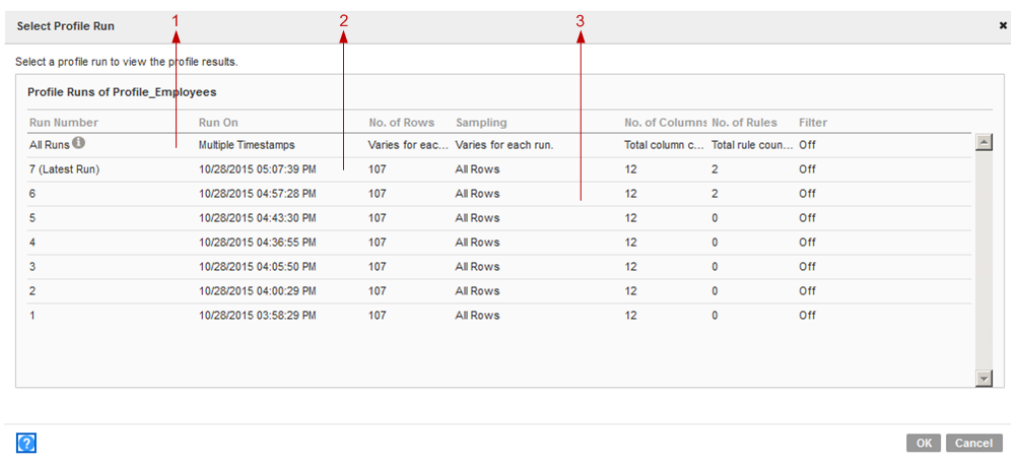 1 2 3
Select Profile Run
Select a profile run to view the profile results.
Profile Runs of Profile_Employees
Run Number Run On No. of Rows Sampling No. of Columns No. of Rules Filter
All Runs Multiple Timestamps Varies for eac... Varies for each run. Total column c... Total rule coun... Off
7 (Latest Run) 10/28/2015 05:07:39 PM 107 All Rows 12 2 Off
6 10/28/2015 04:57:28 PM 107 All Rows 12 2 Off
5 10/28/2015 04:43:30 PM 107 All Rows 12 0 Off
4 10/28/2015 04:36:55 PM 107 All Rows 12 0 Off
3 10/28/2015 04:05:50 PM 107 All Rows 12 0 Off
2 10/28/2015 04:00:29 PM 107 All Rows 12 0 Off
1 10/28/2015 03:58:29 PM 107 All Rows 12 0 Off
? OK Cancel